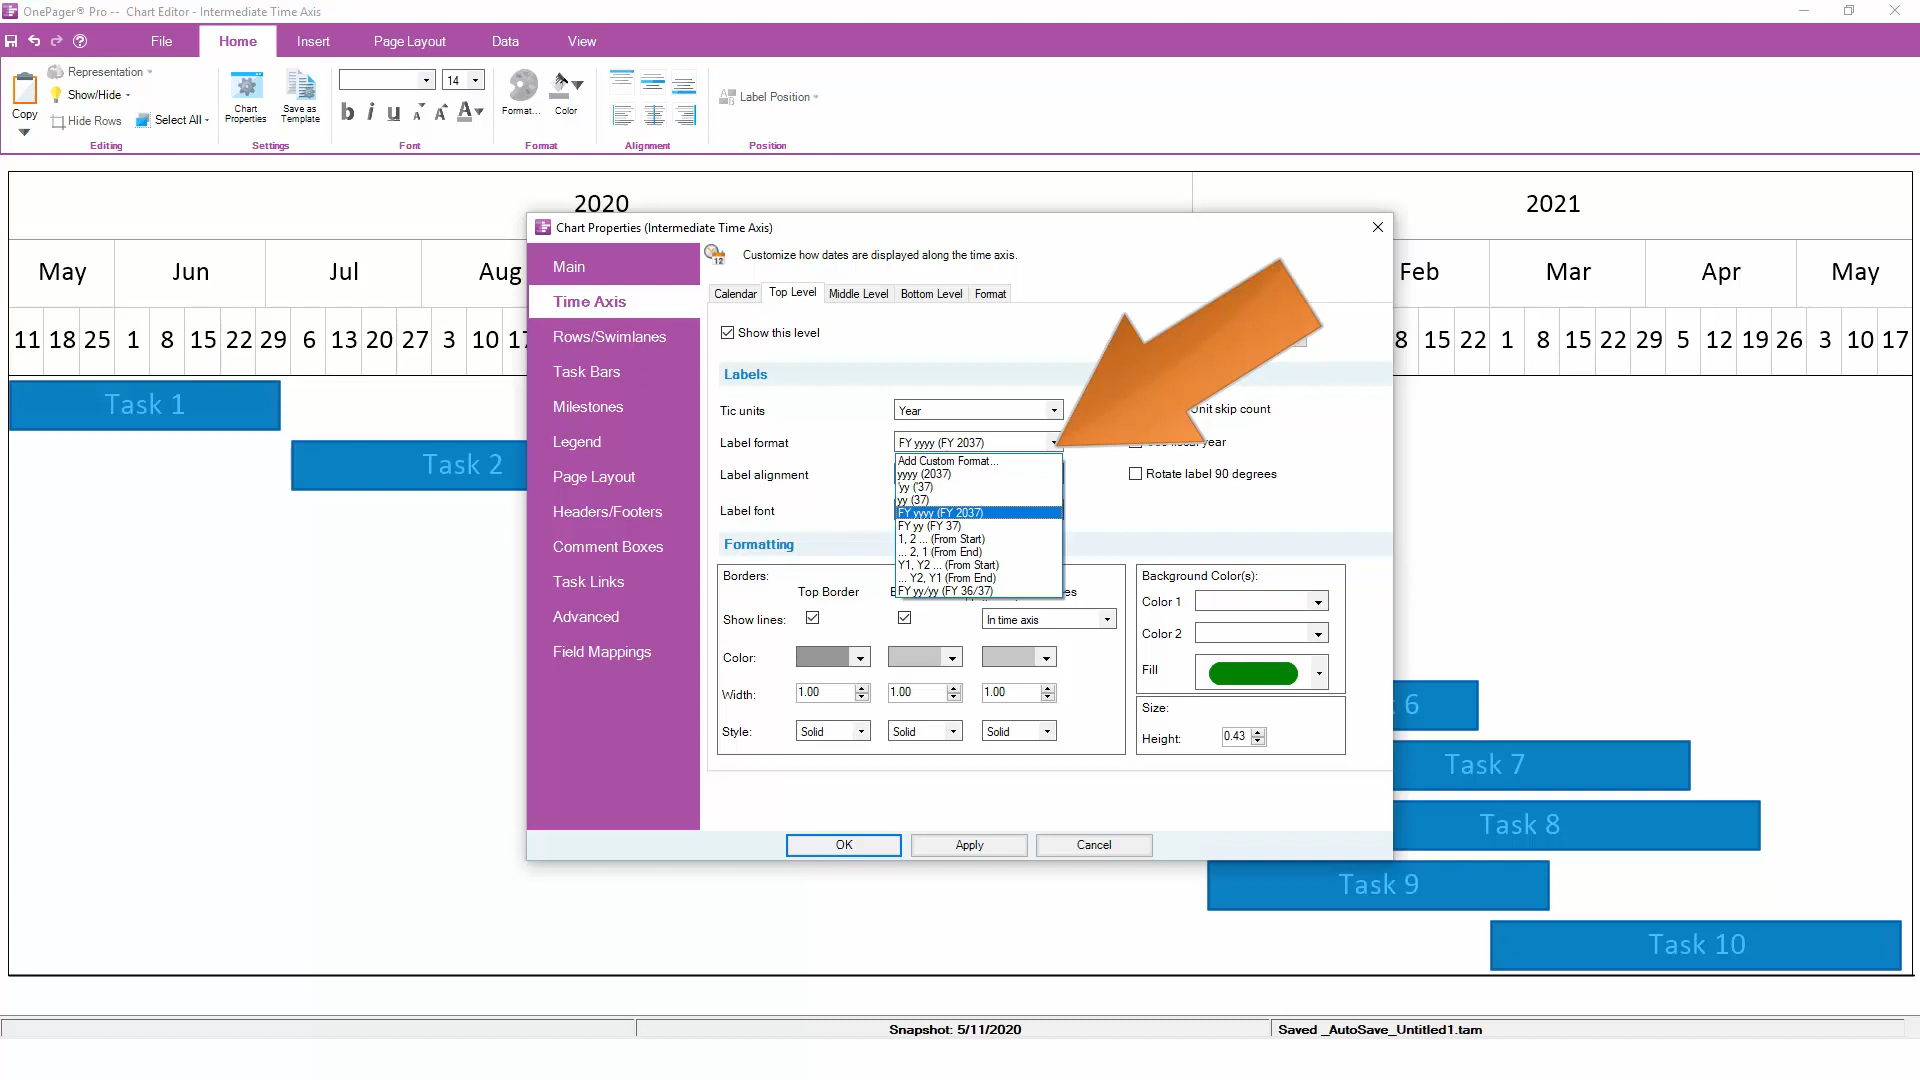 OnePager® Pro -- Chart Editor - Intermediate Time Axis
File Home Insert Page Layout Data View
Copy
Representation
Show/Hide
Hide Rows
Select All
Editing
Chart Properties
Save as Template
Settings
14
b i u A A A
Font
Format...
Color
Format
Alignment
Label Position
Position
2020 2021
May Jun Jul Aug Feb Mar Apr May
11 18 25 1 8 15 22 29 6 13 20 27 3 10 8 15 22 1 8 15 22 29 5 12 19 26 3 10 17
Task 1
Task 2
6
Task 7
Task 8
Task 9
Task 10
Chart Properties (Intermediate Time Axis)
Main
Time Axis
Rows/Swimlanes
Task Bars
Milestones
Legend
Page Layout
Headers/Footers
Comment Boxes
Task Links
Advanced
Field Mappings
12
Customize how dates are displayed along the time axis.
Calendar Top Level Middle Level Bottom Level Format
Show this level
Labels
Tic units Year
nit skip count
Label format FY yyyy (FY 2037)
year
Label alignment
Rotate label 90 degrees
Label font
Add Custom Format...
yyyy (2037)
'yy ('37)
yy (37)
FY yyyy (FY 2037)
FY yy (FY 37)
1, 2 ... (From Start)
... 2, 1 (From End)
Y1, Y2 ... (From Start)
... Y2, Y1 (From End)
FY yy/yy (FY 36/37)
Formatting
Borders:
Top Border
Show lines: In time axis
Color:
Width: 1.00 1.00 1.00
Style: Solid Solid Solid
Background Color(s):
Color 1
Color 2
Fill
Size:
Height: 0.43
OK Apply Cancel
Snapshot: 5/11/2020
Saved _AutoSave_Untitled1.tam